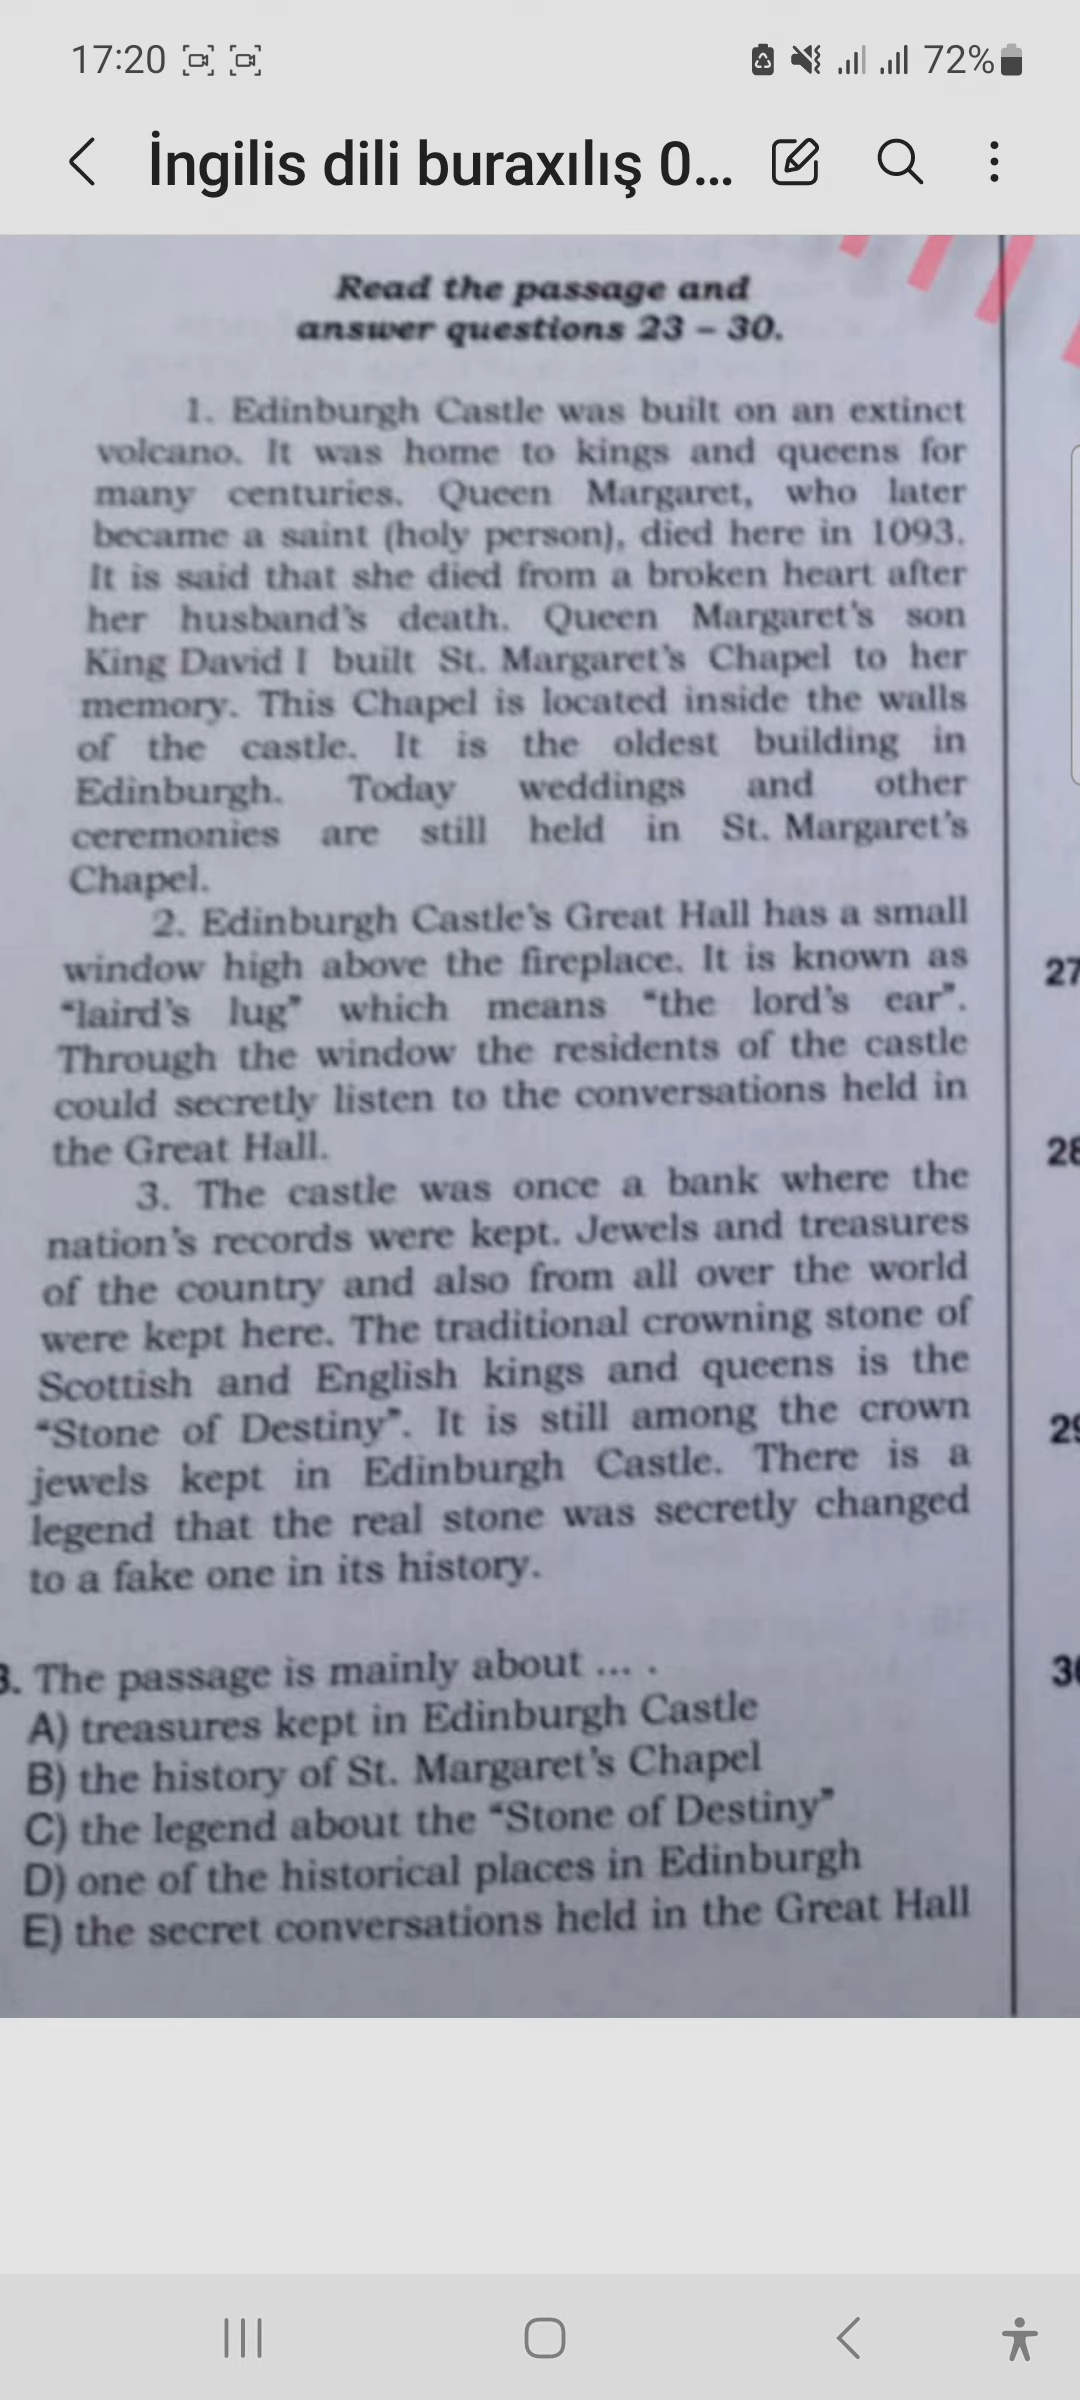 17:20
72%
İngilis dili buraxılış 0...
Read the passage and
answer questions 23 – 30.
1. Edinburgh Castle was built on an extinct
volcano. It was home to kings and queens for
many centuries. Queen Margaret, who later
became a saint (holy person), died here in 1093.
It is said that she died from a broken heart after
her husband's death. Queen Margaret's son
King David I built St. Margaret's Chapel to her
memory. This Chapel is located inside the walls
of the castle. It is the oldest building in
Edinburgh. Today weddings and other
ceremonies are still held in St. Margaret's
Chapel.
2. Edinburgh Castle's Great Hall has a small
window high above the fireplace. It is known as
“laird's lug” which means “the lord's ear”.
Through the window the residents of the castle
could secretly listen to the conversations held in
the Great Hall.
3. The castle was once a bank where the
nation's records were kept. Jewels and treasures
of the country and also from all over the world
were kept here. The traditional crowning stone of
Scottish and English kings and queens is the
“Stone of Destiny”. It is still among the crown
jewels kept in Edinburgh Castle. There is a
legend that the real stone was secretly changed
to a fake one in its history.
3. The passage is mainly about ... .
A) treasures kept in Edinburgh Castle
B) the history of St. Margaret's Chapel
C) the legend about the “Stone of Destiny”
D) one of the historical places in Edinburgh
E) the secret conversations held in the Great Hall
27
28
29
30